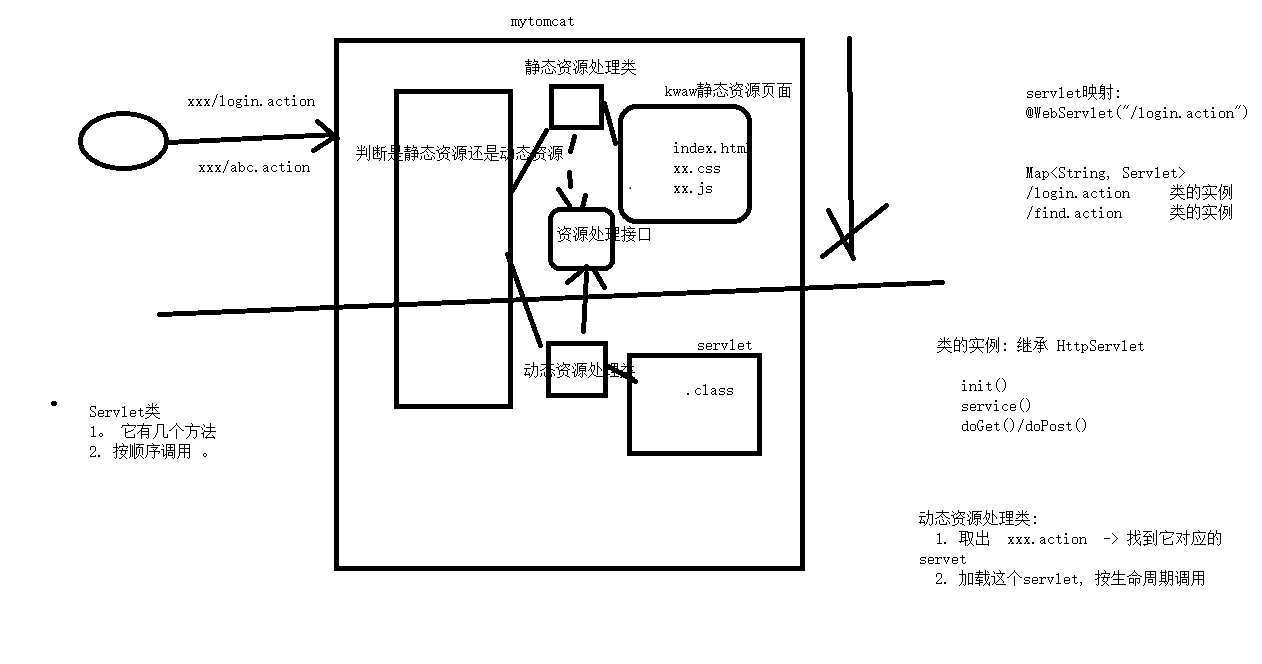 mytomcat
静态资源处理类
kwaw静态资源页面
xxx/login.action
xxx/abc.action
判断是静态资源还是动态资源
index.html
xx.css
xx.js
资源处理接口
servlet映射:
@WebServlet("/login.action")
Map<String, Servlet>
/login.action 类的实例
/find.action 类的实例
servlet
动态资源处理类
.class
类的实例: 继承 HttpServlet
init()
service()
doGet()/doPost()
Servlet类
1。 它有几个方法
2. 按顺序调用 。
动态资源处理类:
1. 取出 xxx.action -> 找到它对应的
servet
2. 加载这个servlet, 按生命周期调用